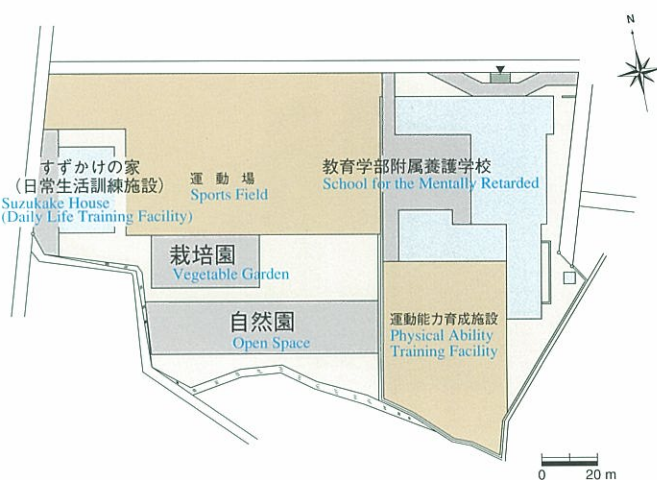 N
すずかけの家
（日常生活訓練施設）
Suzukake House
(Daily Life Training Facility)
運動場
Sports Field
教育学部附属養護学校
School for the Mentally Retarded
栽培園
Vegetable Garden
自然園
Open Space
運動能力育成施設
Physical Ability
Training Facility
0 20 m